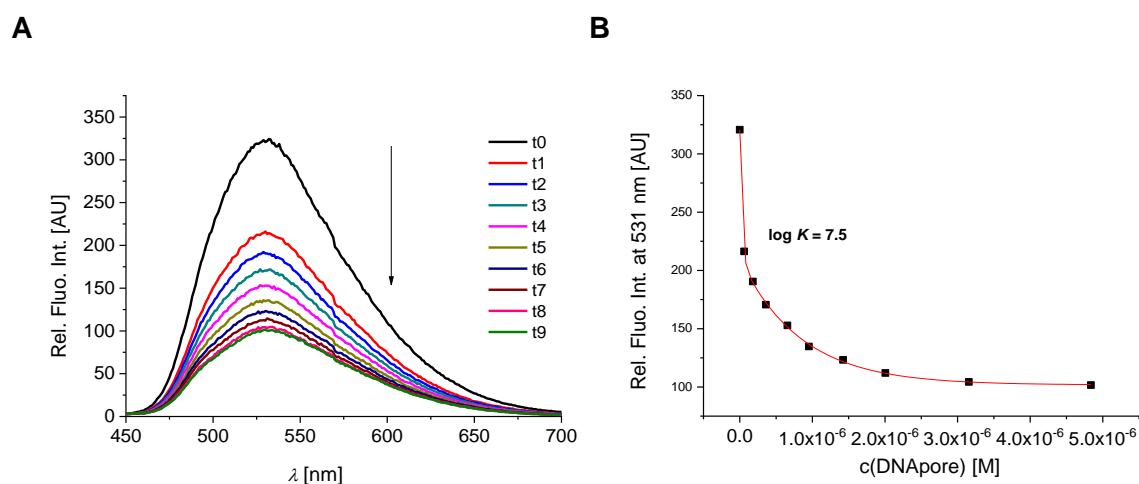 A
B
Rel. Fluo. Int. [AU]
350
300
250
200
150
100
50
0
450
500
550
600
650
700
λ [nm]
t0
t1
t2
t3
t4
t5
t6
t7
t8
t9
Rel. Fluo. Int. at 531 nm [AU]
350
300
250
200
150
100
log K = 7.5
0.0
1.0x10⁻⁶
2.0x10⁻⁶
3.0x10⁻⁶
4.0x10⁻⁶
5.0x10⁻⁶
c(DNApore) [M]